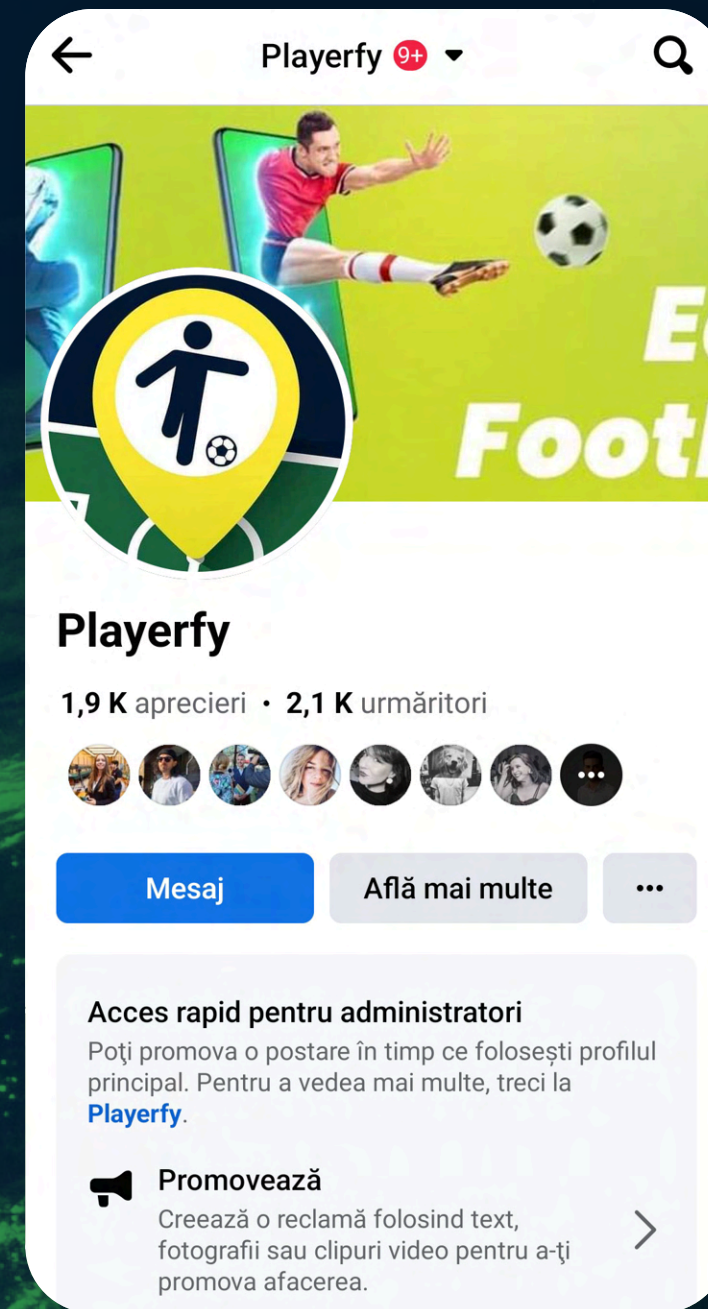 Playerfy 9+
Playerfy
1,9 K aprecieri • 2,1 K urmăritori
Mesaj
Află mai multe
Acces rapid pentru administratori
Poți promova o postare în timp ce folosești profilul
principal. Pentru a vedea mai multe, treci la
Playerfy.
Promovează
Creează o reclamă folosind text,
fotografii sau clipuri video pentru a-ți
promova afacerea.